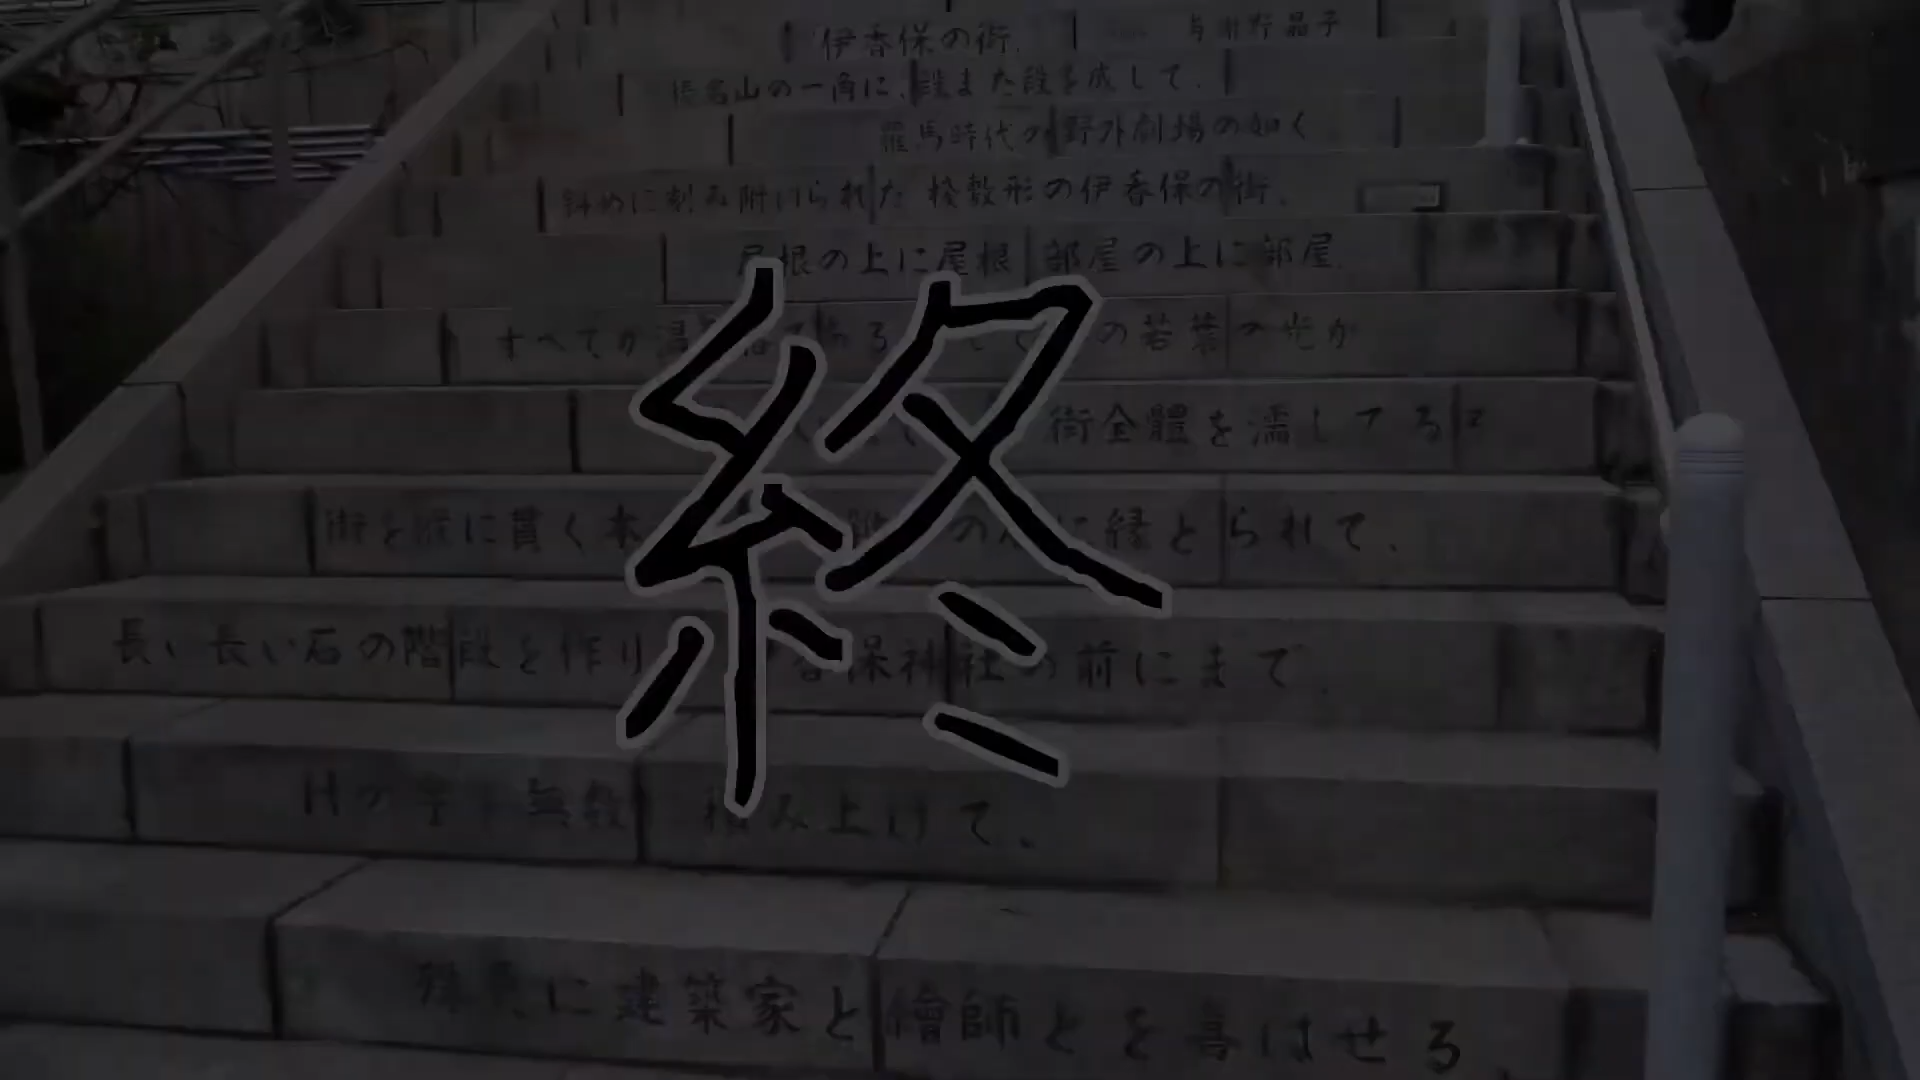 伊香保の街、 与謝野晶子
榛名山の一角に、段また段を成して、
羅馬時代の野外劇場の如く
斜めに刻み附けられた 桟敷形の伊香保の街、
屋根の上に屋根、部屋の上に部屋、
すべてが の若葉の光が
街全體を濡してゐる
街を縦に貫く本 の に縁とられて、
長い長い石の階段を作り 香保神社の前にまで、
Hの字 無数 積み上げて、
に建築家と繪師とを喜ばせる
終